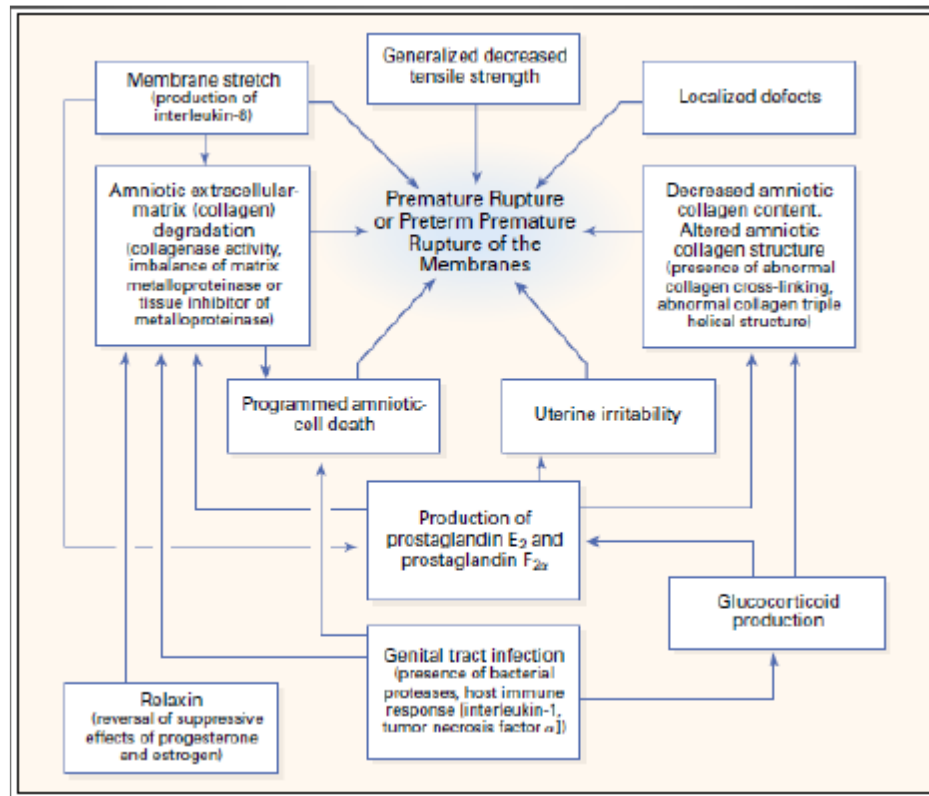 Generalized decreased
tensile strength
Membrane stretch
(production of
interleukin-8)
Localized defects
Amniotic extracellular-
matrix (collagen)
degradation
(collagenase activity,
imbalance of matrix
metalloproteinase or
tissue inhibitor of
metalloproteinase)
Premature Rupture
or Preterm Premature
Rupture of the
Membranes
Decreased amniotic
collagen content.
Altered amniotic
collagen structure
(presence of abnormal
collagen cross-linking,
abnormal collagen triple
helical structure)
Programmed amniotic-
cell death
Uterine irritability
Production of
prostaglandin E₂ and
prostaglandin F₂α
Glucocorticoid
production
Genital tract infection
(presence of bacterial
proteases, host immune
response [interleukin-1,
tumor necrosis factor α])
Relaxin
(reversal of suppressive
effects of progesterone
and estrogen)